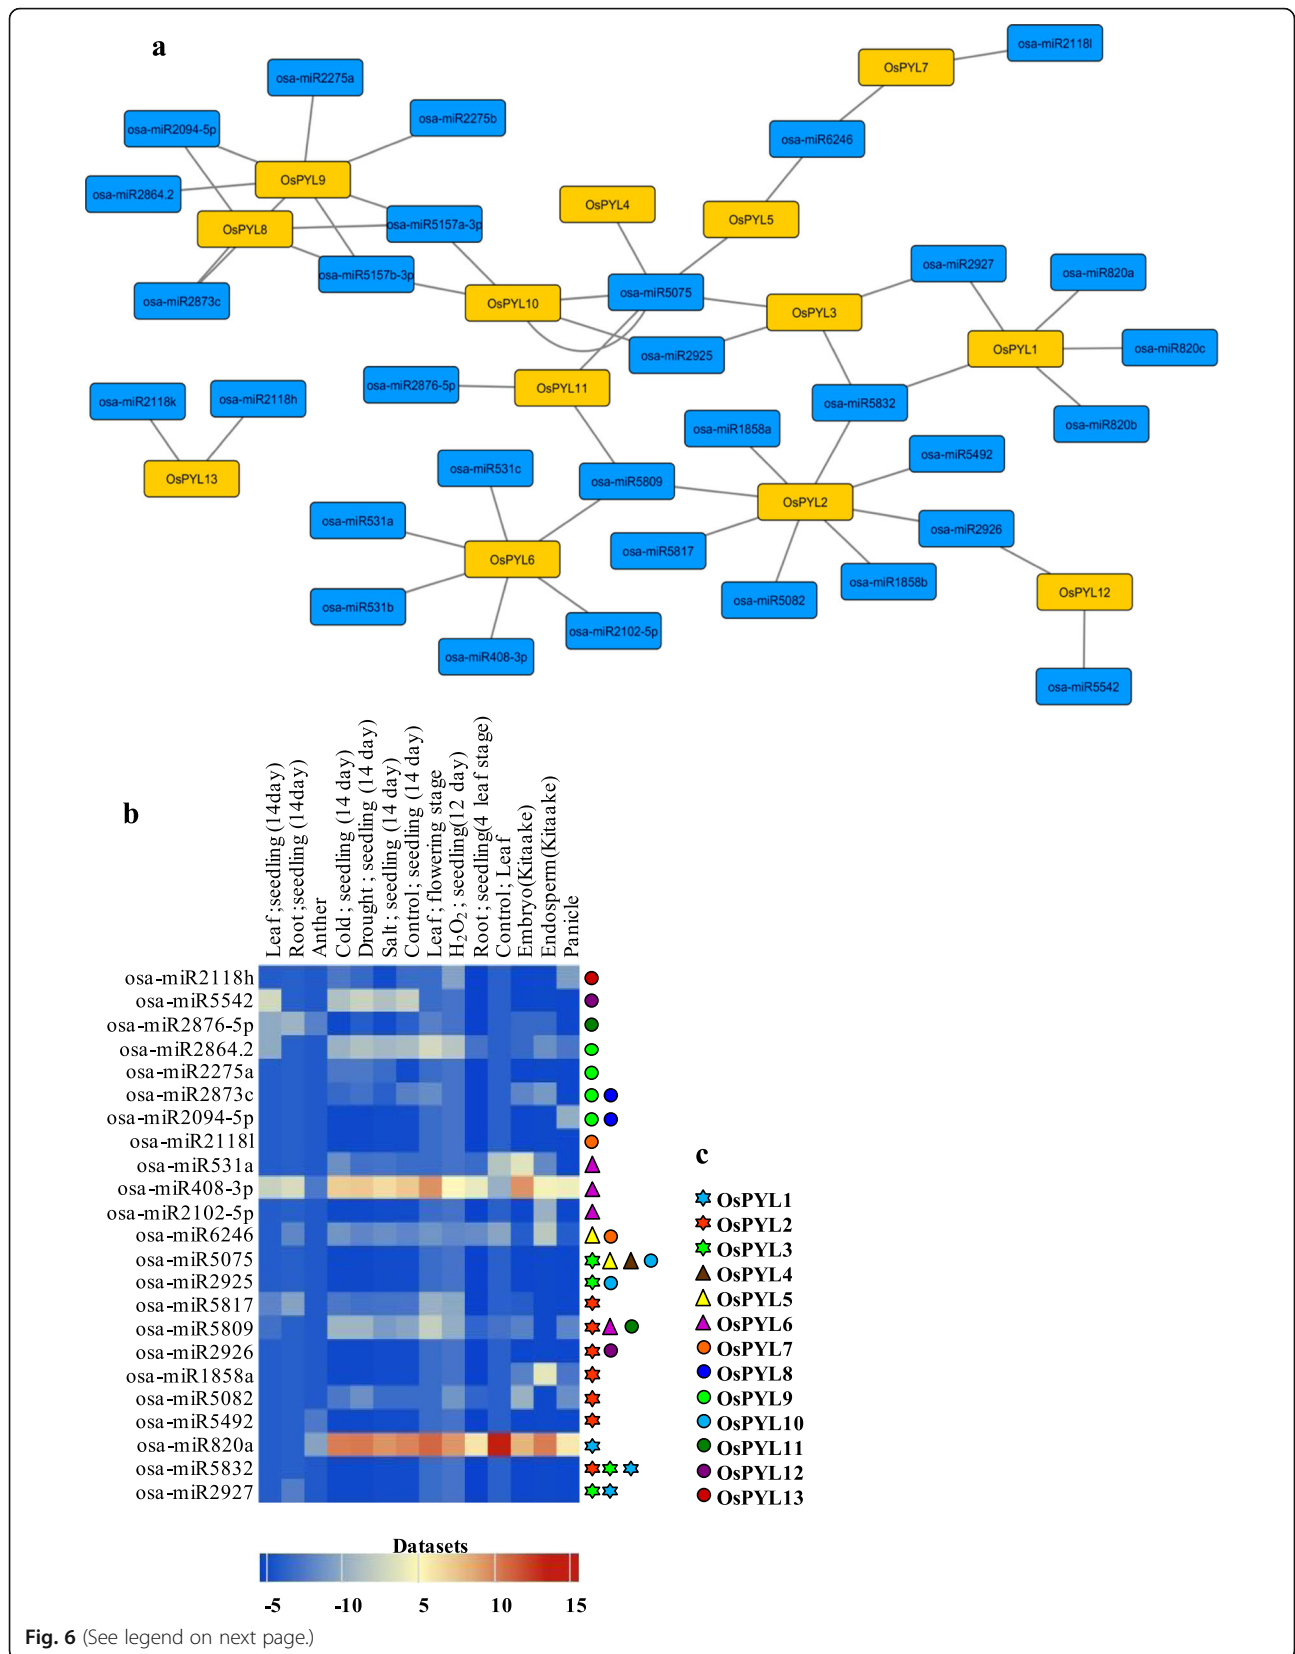 a
osa-miR2118l
OsPYL7
osa-miR2275a
osa-miR2275b
osa-miR2094-5p
osa-miR6246
OsPYL9
osa-miR2864.2
OsPYL4
OsPYL5
OsPYL8
osa-miR5157a-3p
osa-miR2927
osa-miR820a
osa-miR5157b-3p
osa-miR5075
osa-miR2873c
OsPYL10
OsPYL3
OsPYL1
osa-miR820c
osa-miR2925
osa-miR2876-5p
OsPYL11
osa-miR2118k
osa-miR2118h
osa-miR5832
osa-miR820b
osa-miR1858a
osa-miR5492
osa-miR531c
OsPYL13
osa-miR5809
OsPYL2
osa-miR531a
osa-miR2926
osa-miR5817
OsPYL6
osa-miR1858b
OsPYL12
osa-miR5082
osa-miR531b
osa-miR2102-5p
osa-miR408-3p
osa-miR5542
b
Leaf ;seedling (14day)
Root ;seedling (14day)
Anther
Cold ; seedling (14 day)
Drought ; seedling (14 day)
Salt ; seedling (14 day)
Control ; seedling (14 day)
Leaf ; flowering stage
H2O2 ; seedling(12 day)
Root ; seedling(4 leaf stage)
Control ; Leaf
Embryo(Kitaake)
Endosperm(Kitaake)
Panicle
osa-miR2118h
osa-miR5542
osa-miR2876-5p
osa-miR2864.2
osa-miR2275a
osa-miR2873c
osa-miR2094-5p
osa-miR2118l
osa-miR531a
osa-miR408-3p
osa-miR2102-5p
osa-miR6246
osa-miR5075
osa-miR2925
osa-miR5817
osa-miR5809
osa-miR2926
osa-miR1858a
osa-miR5082
osa-miR5492
osa-miR820a
osa-miR5832
osa-miR2927
c
OsPYL1
OsPYL2
OsPYL3
OsPYL4
OsPYL5
OsPYL6
OsPYL7
OsPYL8
OsPYL9
OsPYL10
OsPYL11
OsPYL12
OsPYL13
Datasets
-5 -10 5 10 15
Fig. 6 (See legend on next page.)